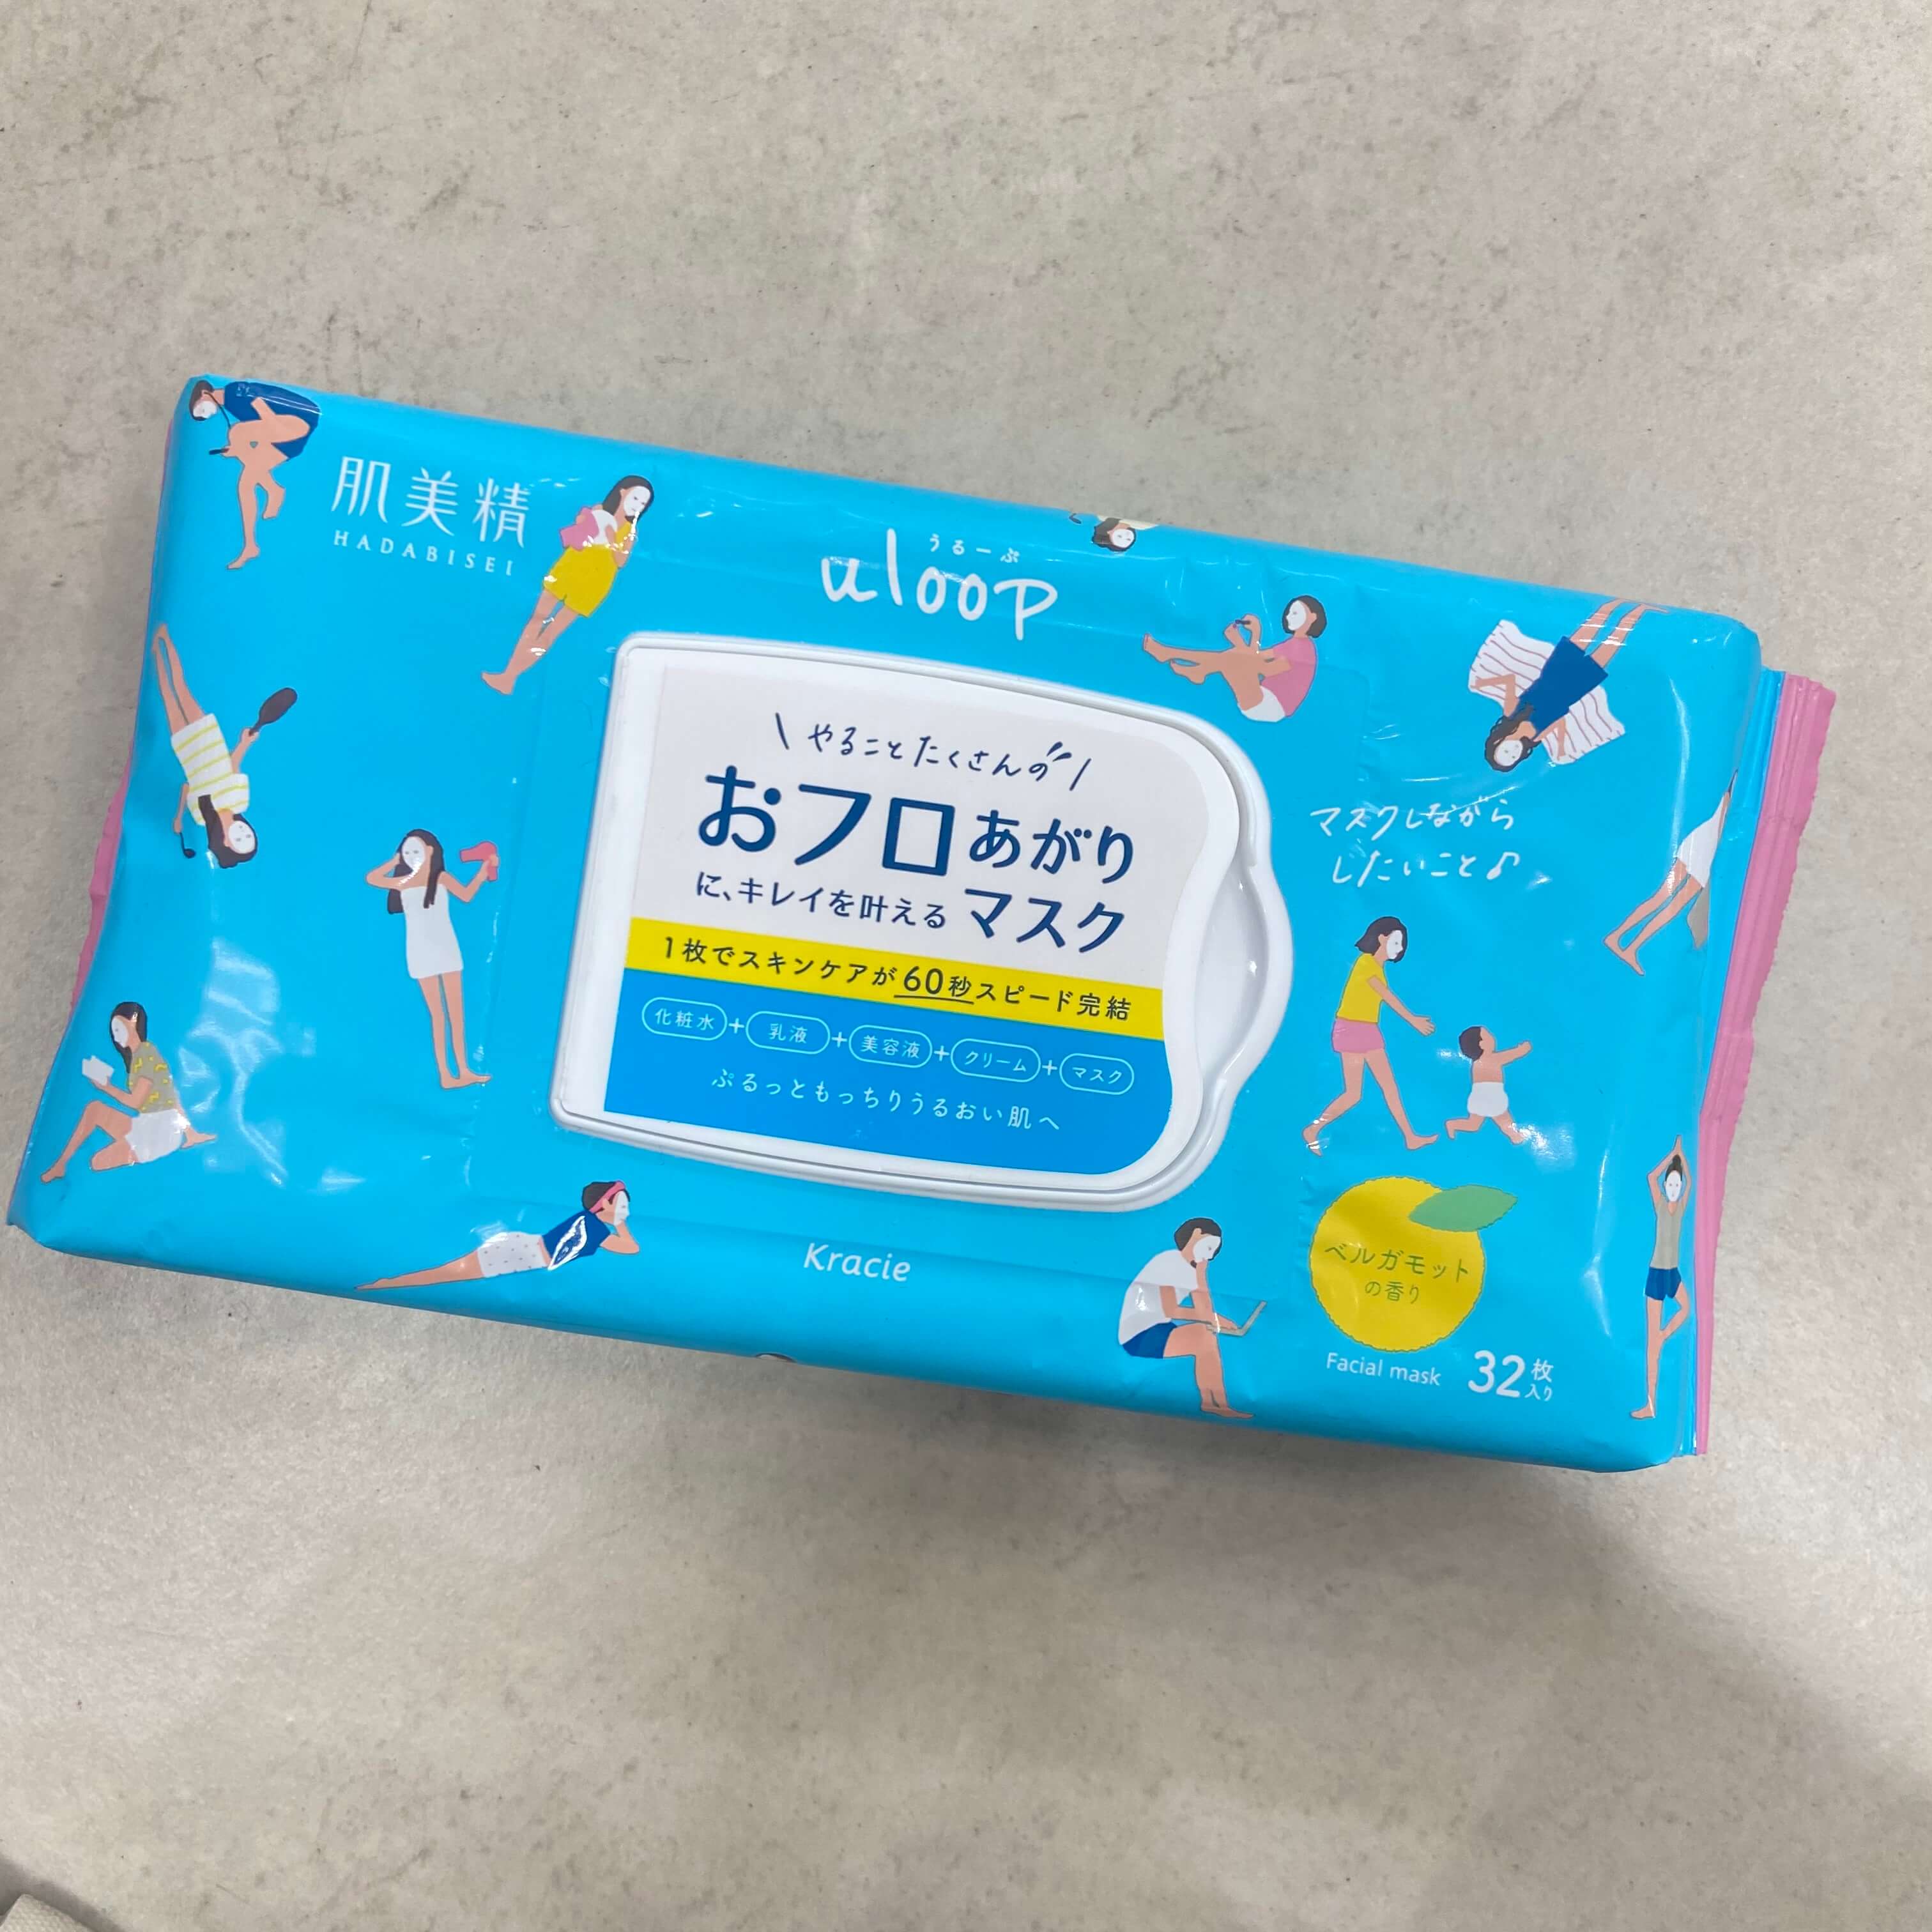 肌美精
HADABISEI
うるーぷ
uloop
\ やることたくさんの /
おフロあがり
に、キレイを叶えるマスク
1枚でスキンケアが60秒スピード完結
化粧水+乳液+美容液+クリーム+マスク
ぷるっともっちりうるおい肌へ
マスクしながら
したいこと♪
Kracie
ベルガモット
の香り
Facial mask 32枚入り